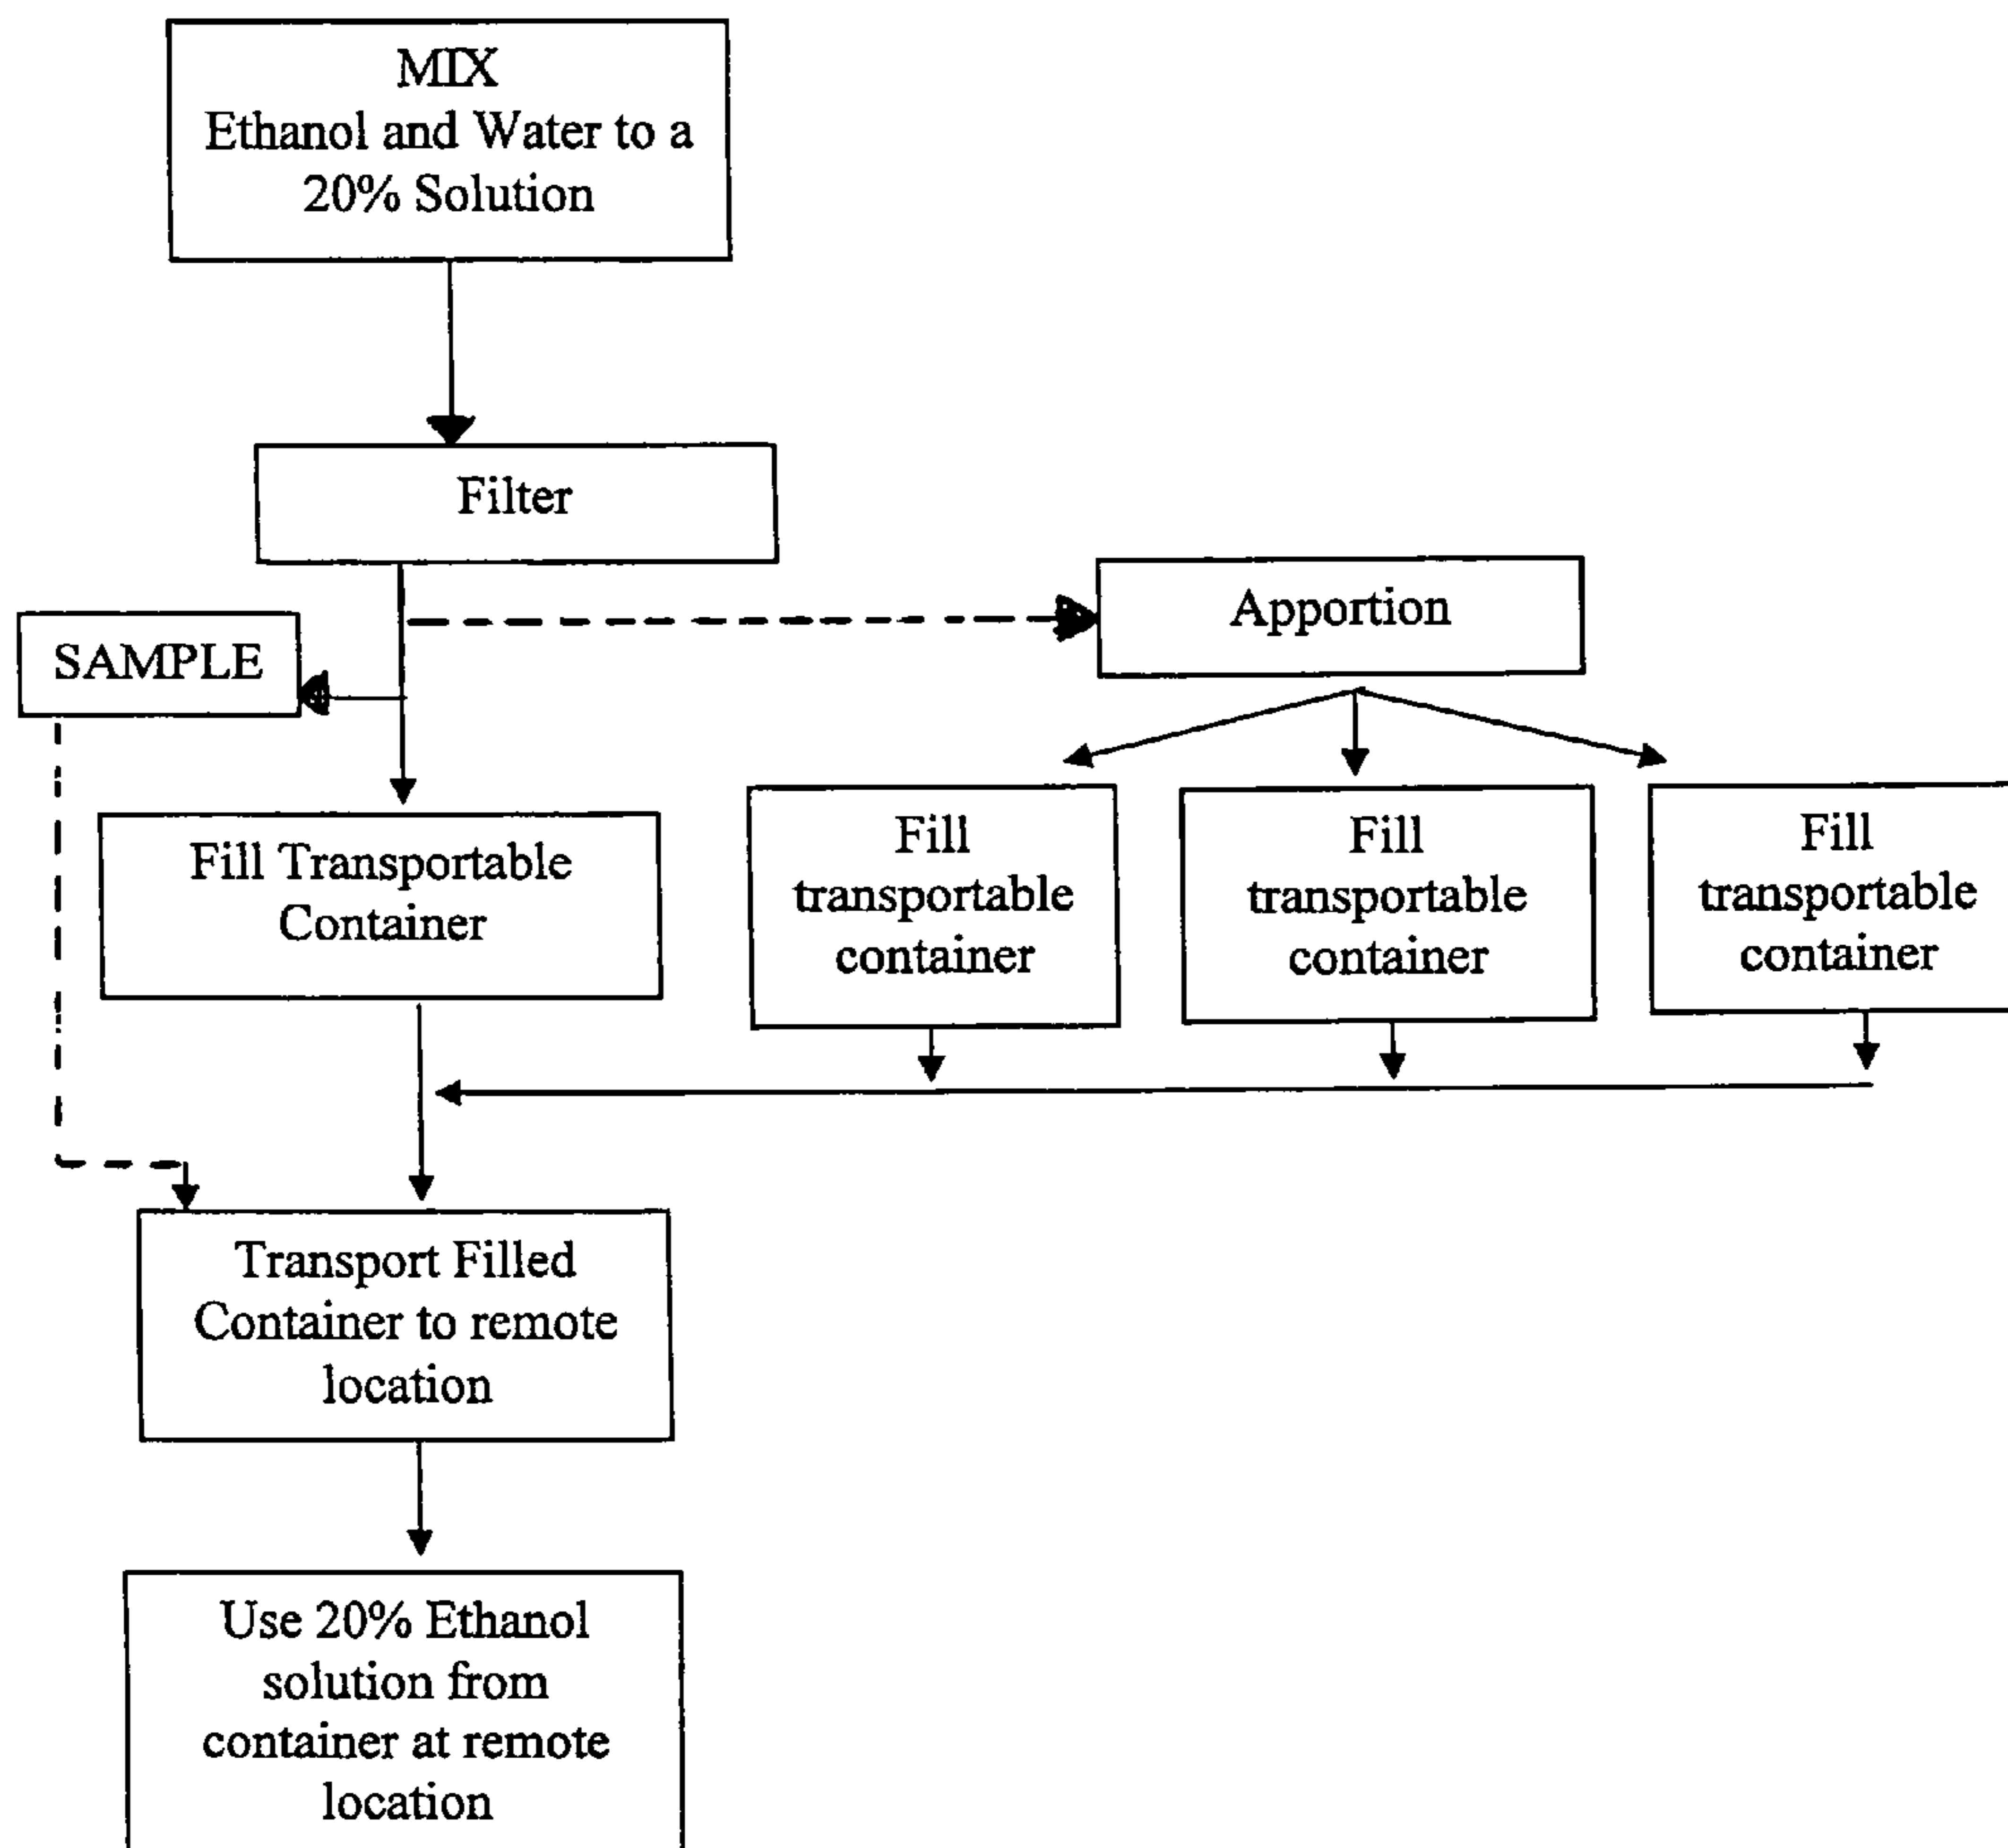 MIX
Ethanol and Water to a
20% Solution
Filter
Apportion
SAMPLE
Fill Transportable
Container
Fill
transportable
container
Fill
transportable
container
Fill
transportable
container
Transport Filled
Container to remote
location
Use 20% Ethanol
solution from
container at remote
location